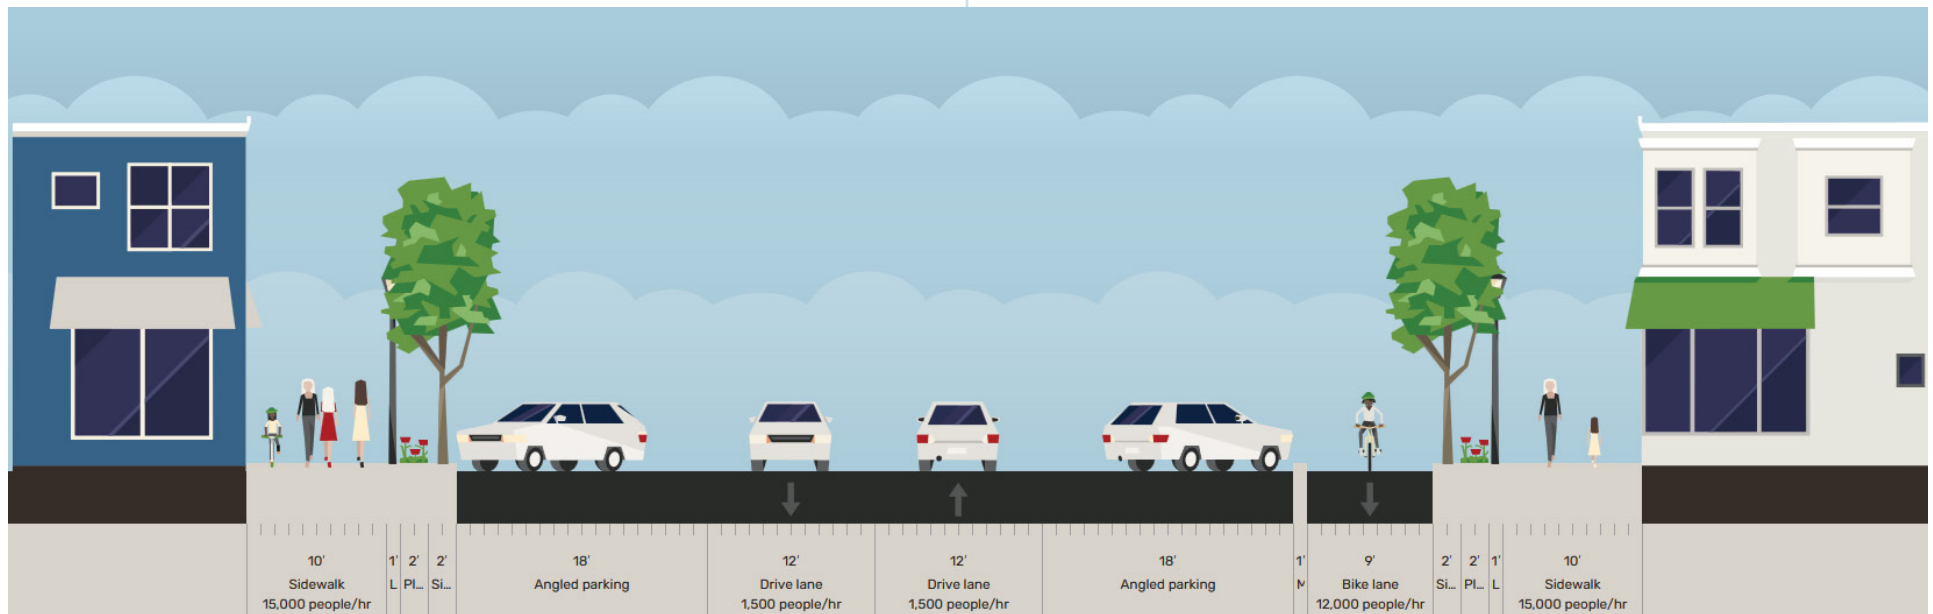 10' 1' 2' 2' 18' 12' 12' 18' 1' 9' 2' 2' 1' 10'
Sidewalk L Pl... Si... Angled parking Drive lane Drive lane Angled parking M Bike lane Si... Pl... L Sidewalk
15,000 people/hr 1,500 people/hr 1,500 people/hr 12,000 people/hr 15,000 people/hr